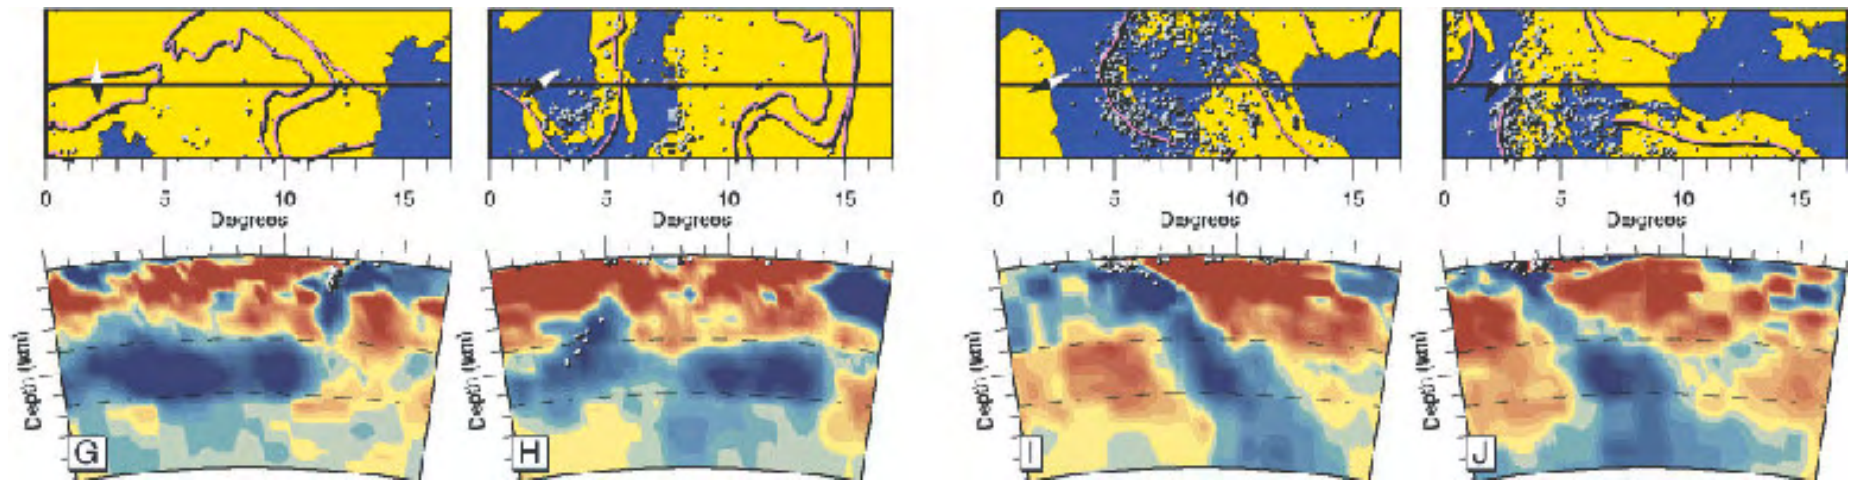 0 5 10 15 0 5 10 15 0 5 10 15 0 5 10 15
Degrees Degrees Degrees Degrees
Depth (km) Depth (km) Depth (km) Depth (km)
G H I J